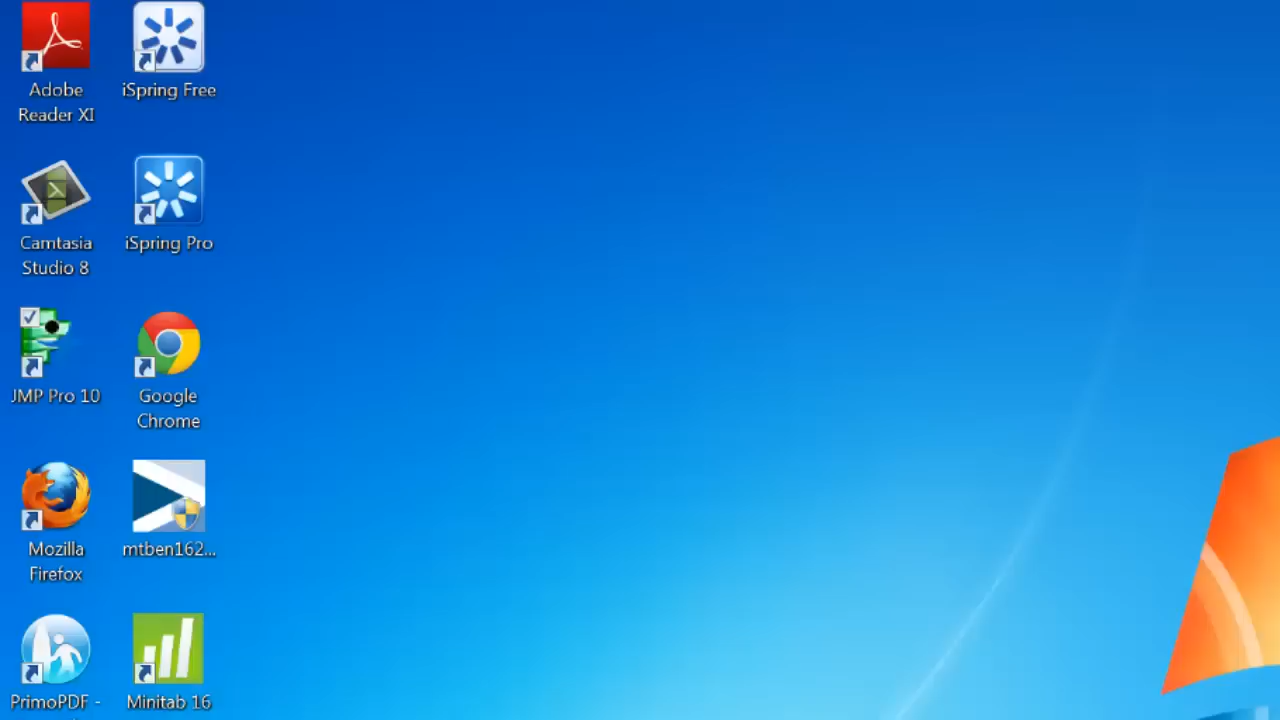 Adobe
Reader XI
iSpring Free
Camtasia
Studio 8
iSpring Pro
JMP Pro 10
Google
Chrome
Mozilla
Firefox
mtben162...
PrimoPDF -
Minitab 16